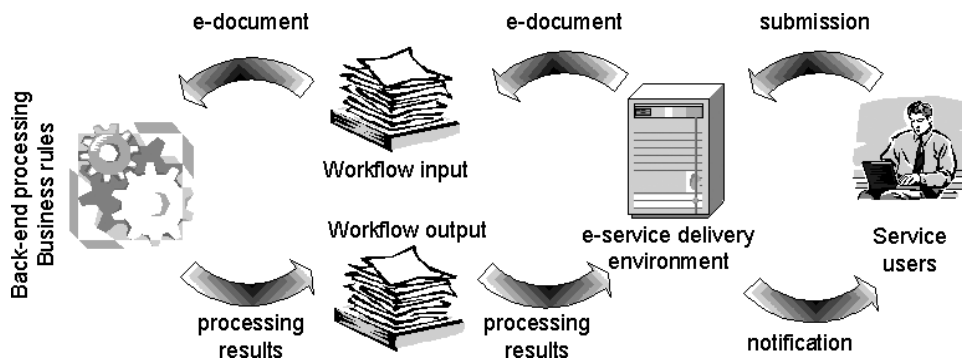 e-document
e-document
submission
Back-end processing
Business rules
Workflow input
Workflow output
e-service delivery
environment
Service
users
processing
results
processing
results
notification